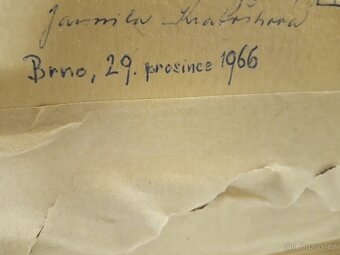 Jarmila
Brno, 29. prosince 1966